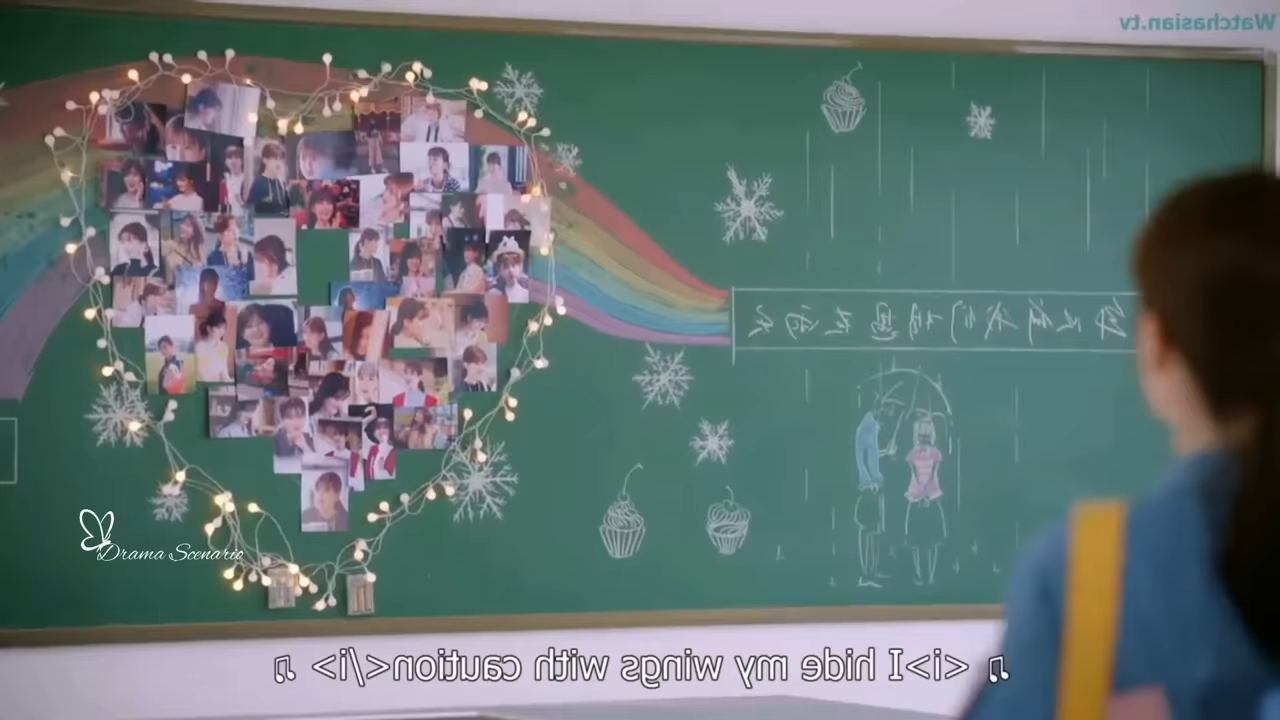 Watchasian.tv
Drama Scenario
♫ <i>I hide my wings with caution</i> ♫